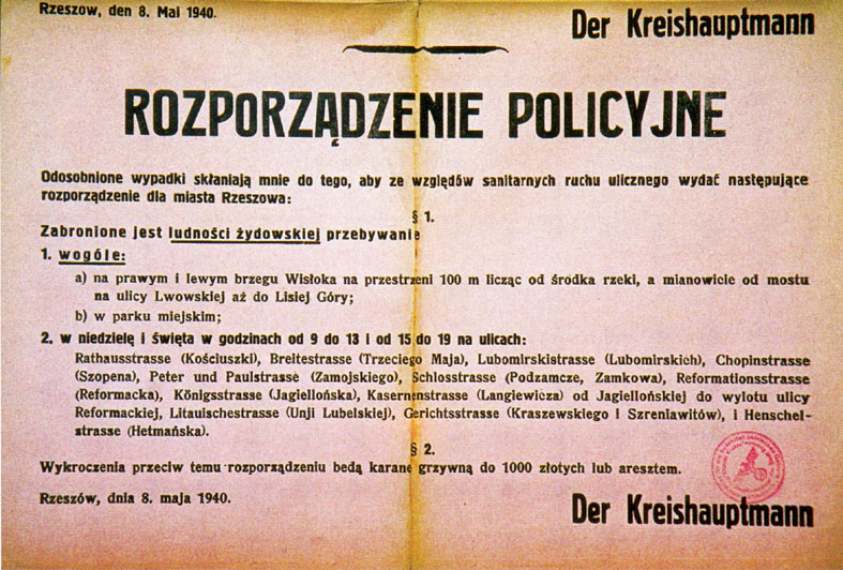 Rzeszow, den 8. Mai 1940.
Der Kreishauptmann
ROZPORZĄDZENIE POLICYJNE
Odosobnione wypadki skłaniają mnie do tego, aby ze względów sanitarnych ruchu ulicznego wydać następujące
rozporządzenie dla miasta Rzeszowa:
§ 1.
Zabronione jest ludności żydowskiej przebywanie
1. wogóle:
a) na prawym i lewym brzegu Wisłoka na przestrzeni 100 m licząc od środka rzeki, a mianowicie od mostu
na ulicy Lwowskiej aż do Lisiej Góry;
b) w parku miejskim;
2. w niedzielę i święta w godzinach od 9 do 13 i od 15 do 19 na ulicach:
Rathausstrasse (Kościuszki), Breitestrasse (Trzeciego Maja), Lubomirskistrasse (Lubomirskich), Chopinstrasse
(Szopena), Peter und Paulstrasse (Zamojskiego), Schlosstrasse (Podzamcze, Zamkowa), Reformationsstrasse
(Reformacka), Königsstrasse (Jagiellońska), Kasernenstrasse (Langiewicza) od Jagiellońskiej do wylotu ulicy
Reformackiej, Litauischestrasse (Unji Lubelskiej), Gerichtsstrasse (Kraszewskiego i Szreniawitów), i Henschel-
strasse (Hetmańska).
§ 2.
Wykroczenia przeciw temu rozporządzeniu bedą karane grzywną do 1000 złotych lub aresztem.
Rzeszów, dnia 8. maja 1940.
Der Kreishauptmann